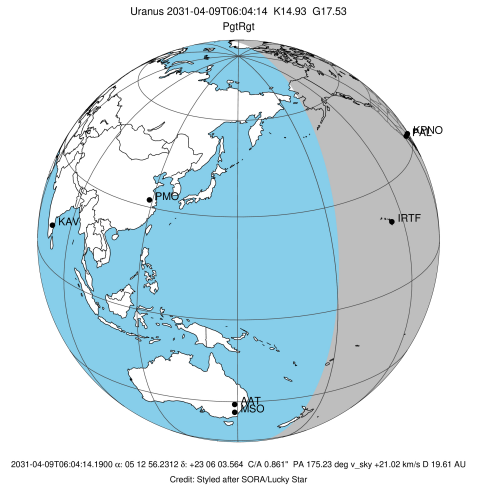 Uranus 2031-04-09T06:04:14 K14.93 G17.53
PgtRgt
KPNO
PAL
PMO
KAV
IRTF
AAT
MSO
2031-04-09T06:04:14.1900 α: 05 12 56.2312 δ: +23 06 03.564 C/A 0.861" PA 175.23 deg v_sky +21.02 km/s D 19.61 AU
Credit: Styled after SORA/Lucky Star